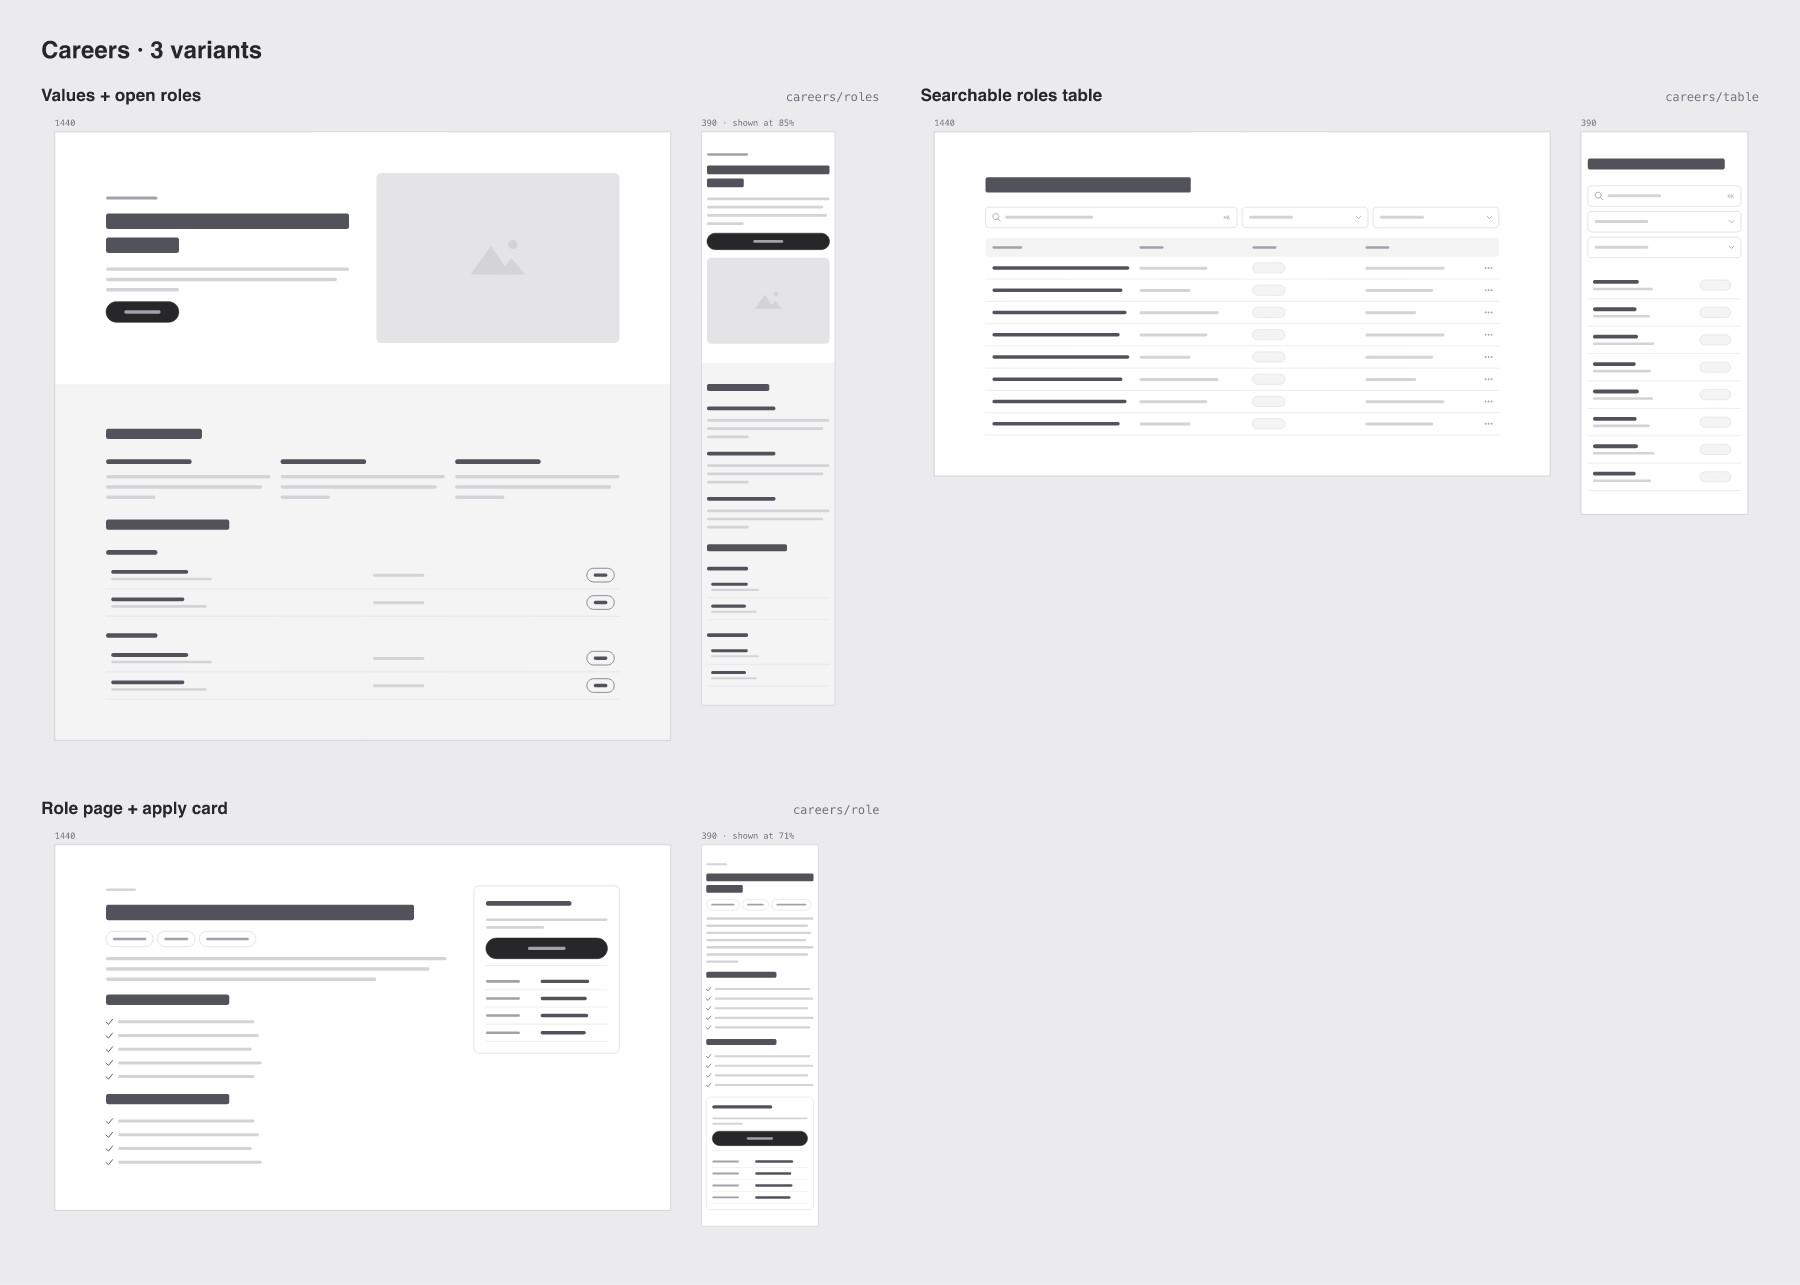 Careers · 3 variants
Values + open roles
careers/roles
1440
390 · shown at 85%
Searchable roles table
careers/table
1440
390
⌘K
⌘K
Role page + apply card
careers/role
1440
390 · shown at 71%